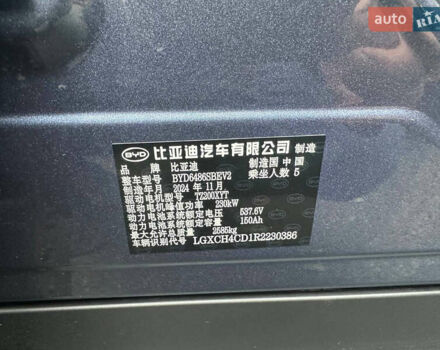 auto RIA
BYD 比亚迪汽车有限公司 制造
品牌 比亚迪 制造国 中国
整车型号 BYD6486SBEV2 乘坐人数 5
制造年月 2024 年 11月
驱动电机型号 TZ200XYT
驱动电机峰值功率 230kW
动力电池系统额定电压 537.6V
动力电池系统额定容量 150Ah
最大允许总质量 2585kg
车辆识别代号 LGXCH4CD1R2230386